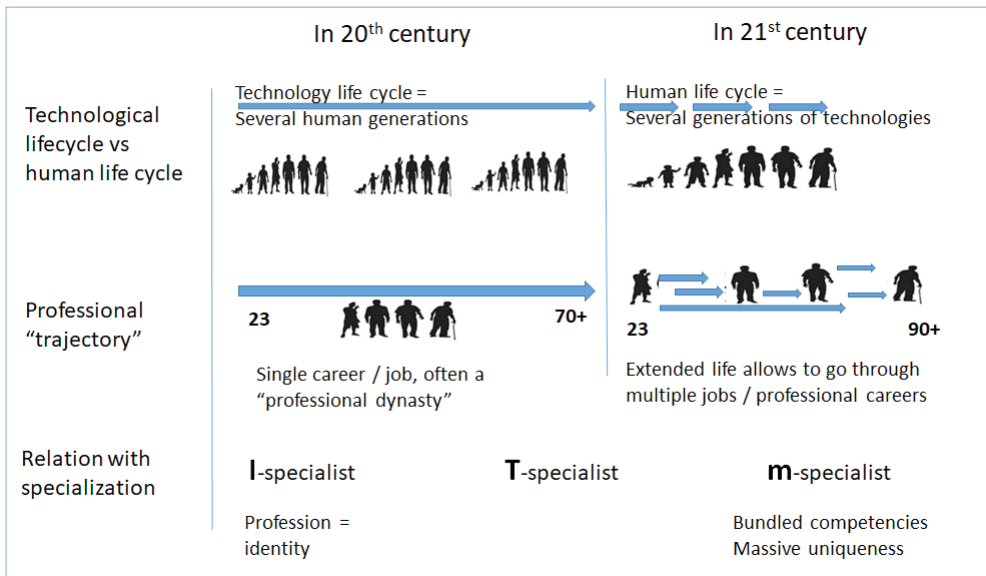 In 20th century
In 21st century
Technological
lifecycle vs
human life cycle
Technology life cycle =
Several human generations
Human life cycle =
Several generations of technologies
Professional
“trajectory”
23
70+
Single career / job, often a
“professional dynasty”
23
90+
Extended life allows to go through
multiple jobs / professional careers
Relation with
specialization
I-specialist
T-specialist
m-specialist
Profession =
identity
Bundled competencies
Massive uniqueness